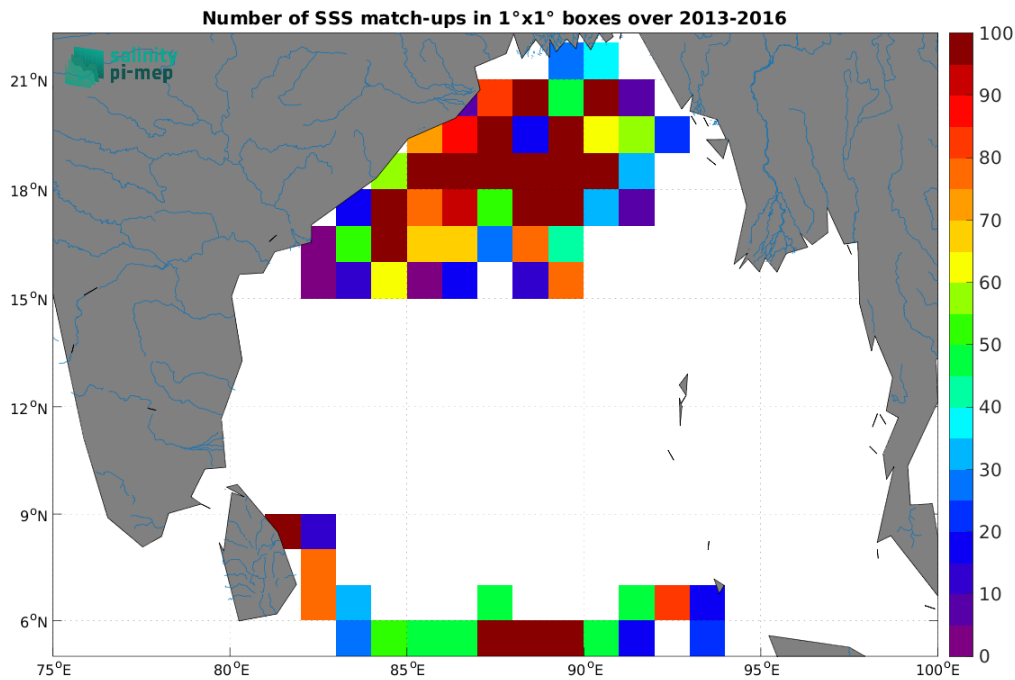 Number of SSS match-ups in 1°x1° boxes over 2013-2016
salinity
pi-mep
21°N
18°N
15°N
12°N
9°N
6°N
75°E 80°E 85°E 90°E 95°E 100°E
100
90
80
70
60
50
40
30
20
10
0